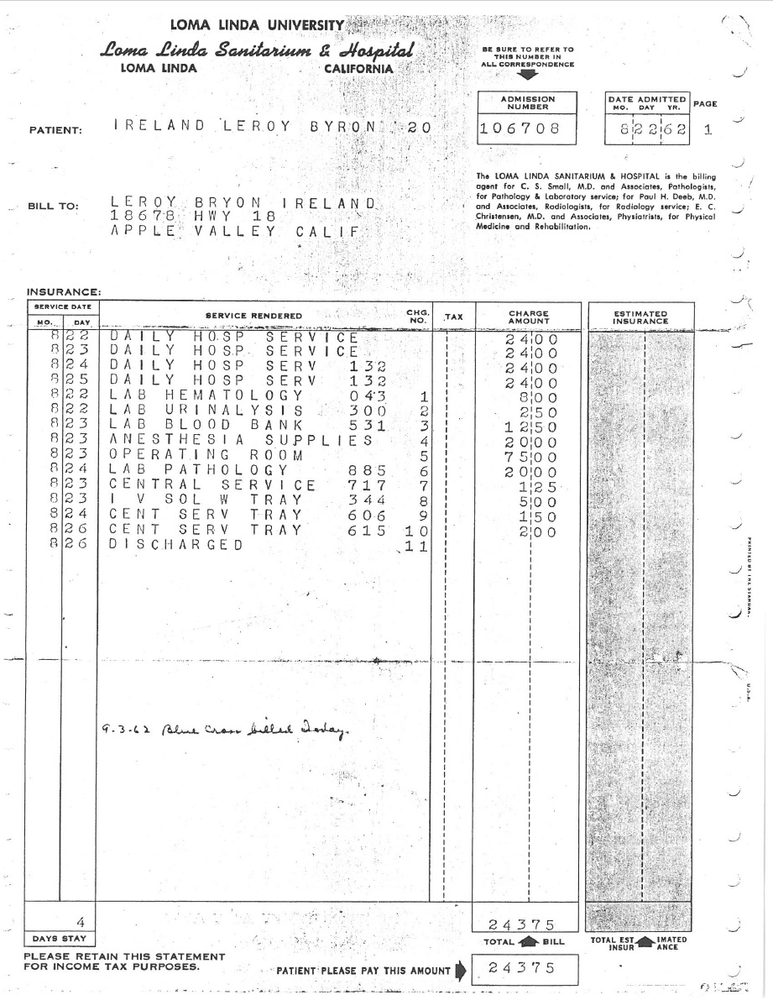 LOMA LINDA UNIVERSITY
Loma Linda Sanitarium & Hospital
LOMA LINDA CALIFORNIA
BE SURE TO REFER TO
THIS NUMBER IN
ALL CORRESPONDENCE
ADMISSION
NUMBER
106708
DATE ADMITTED
MO. DAY YR.
8 22 62
PAGE
1
PATIENT: IRELAND LEROY BYRON 20
The LOMA LINDA SANITARIUM & HOSPITAL is the billing
agent for C. S. Small, M.D. and Associates, Pathologists,
for Pathology & Laboratory service; for Paul H. Deeb, M.D.
and Associates, Radiologists, for Radiology service; E. C.
Christensen, M.D. and Associates, Physiatrists, for Physical
Medicine and Rehabilitation.
BILL TO: LEROY BRYON IRELAND
18678 HWY 18
APPLE VALLEY CALIF
INSURANCE:
SERVICE DATE
MO. DAY
SERVICE RENDERED
CHG.
NO.
TAX
CHARGE
AMOUNT
ESTIMATED
INSURANCE
8 22 DAILY HOSP SERVICE 24 00
8 23 DAILY HOSP SERVICE 24 00
8 24 DAILY HOSP SERV 132 24 00
8 25 DAILY HOSP SERV 132 24 00
8 22 LAB HEMATOLOGY 043 1 8 00
8 22 LAB URINALYSIS 300 2 2 50
8 23 LAB BLOOD BANK 531 3 12 50
8 23 ANESTHESIA SUPPLIES 4 20 00
8 23 OPERATING ROOM 5 75 00
8 24 LAB PATHOLOGY 885 6 20 00
8 23 CENTRAL SERVICE 717 7 1 25
8 23 I V SOL W TRAY 344 8 5 00
8 24 CENT SERV TRAY 606 9 1 50
8 26 CENT SERV TRAY 615 10 2 00
8 26 DISCHARGED 11
9-3-62 Blue Cross billed Today.
4
DAYS STAY
24375
TOTAL BILL
TOTAL ESTIMATED
INSURANCE
PLEASE RETAIN THIS STATEMENT
FOR INCOME TAX PURPOSES.
PATIENT PLEASE PAY THIS AMOUNT 24375
U.S.A.